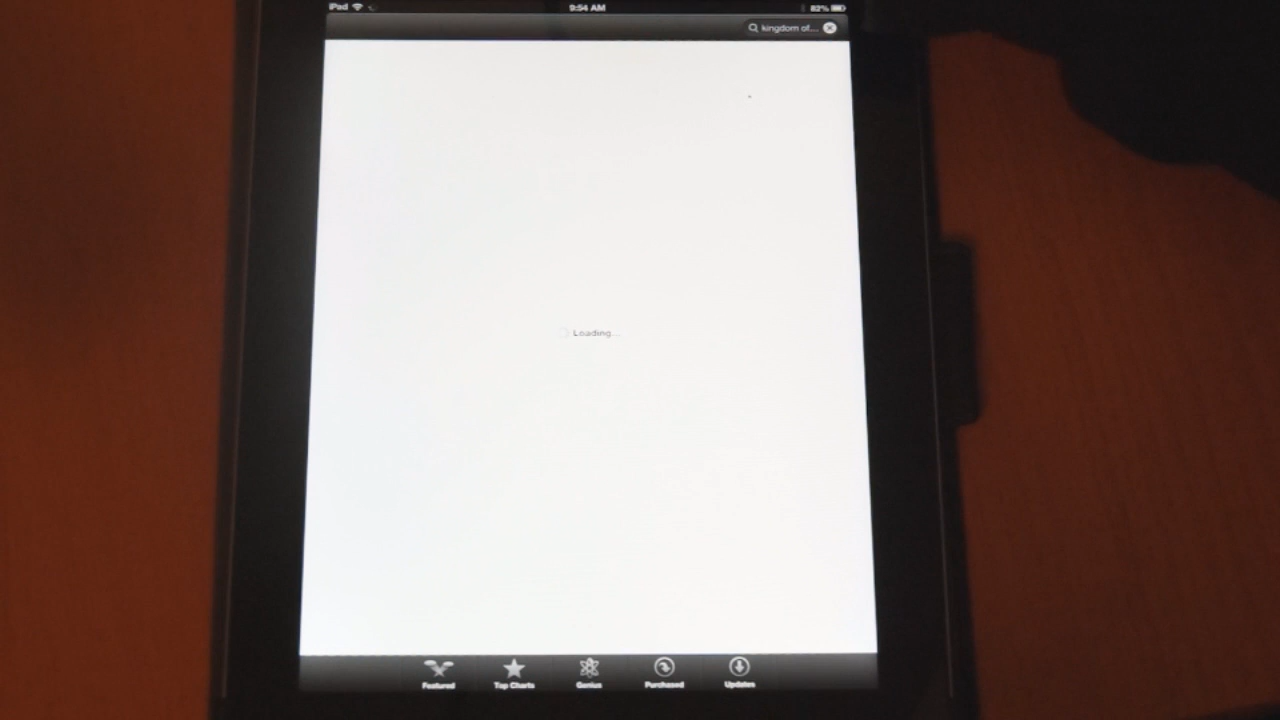 iPad 9:54 AM 82%
kingdom of...
Loading...
Featured Top Charts Genius Purchased Updates